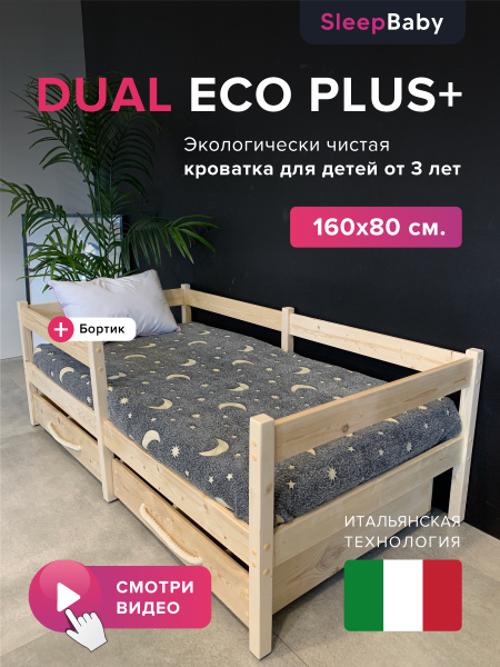 SleepBaby
DUAL ECO PLUS+
Экологически чистая
кроватка для детей от 3 лет
160x80 см.
+ Бортик
ИТАЛЬЯНСКАЯ
ТЕХНОЛОГИЯ
СМОТРИ
ВИДЕО